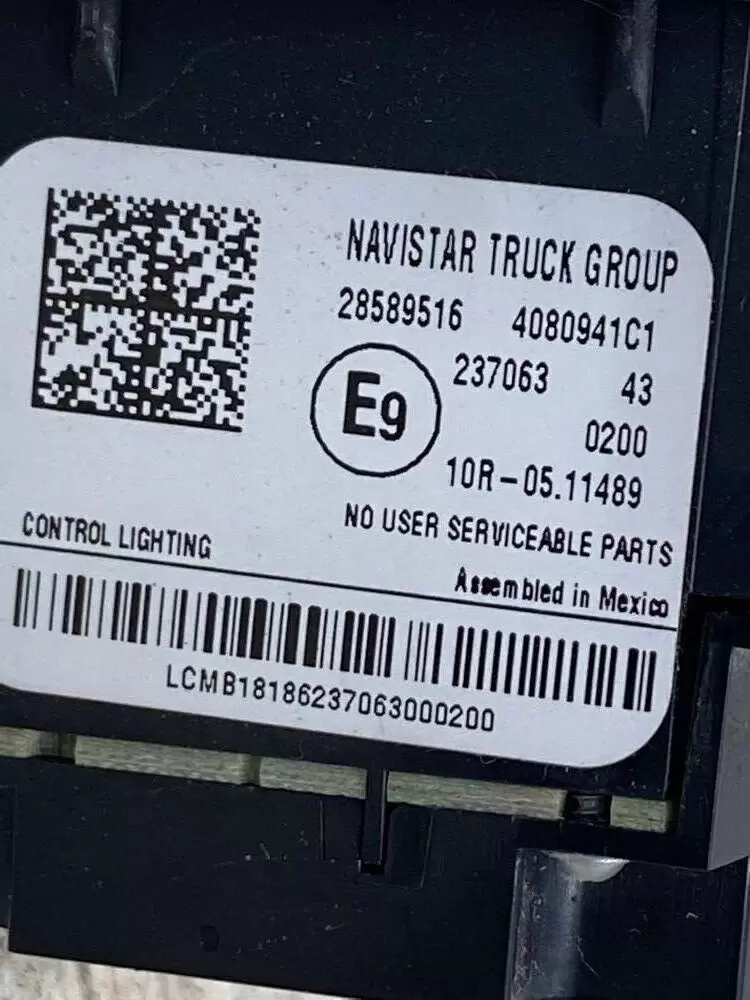 NAVISTAR TRUCK GROUP
28589516 4080941C1
237063 43
E9
0200
10R-05.11489
NO USER SERVICEABLE PARTS
CONTROL LIGHTING
Assembled in Mexico
LCMB18186237063000200